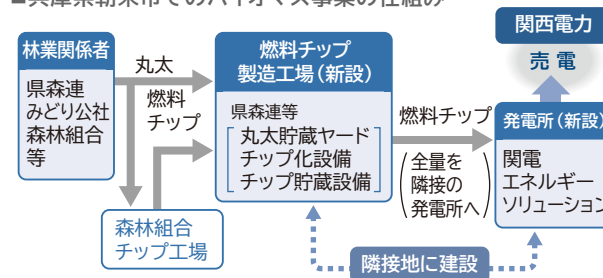 ■兵庫県朝来市でのバイオマス事業の仕組み
林業関係者
県森連
みどり公社
森林組合
等
丸太
燃料
チップ
森林組合
チップ工場
燃料チップ
製造工場（新設）
県森連等
丸太貯蔵ヤード
チップ化設備
チップ貯蔵設備
燃料チップ
（全量を
隣接の
発電所へ）
関西電力
売電
発電所（新設）
関電
エネルギー
ソリューション
隣接地に建設